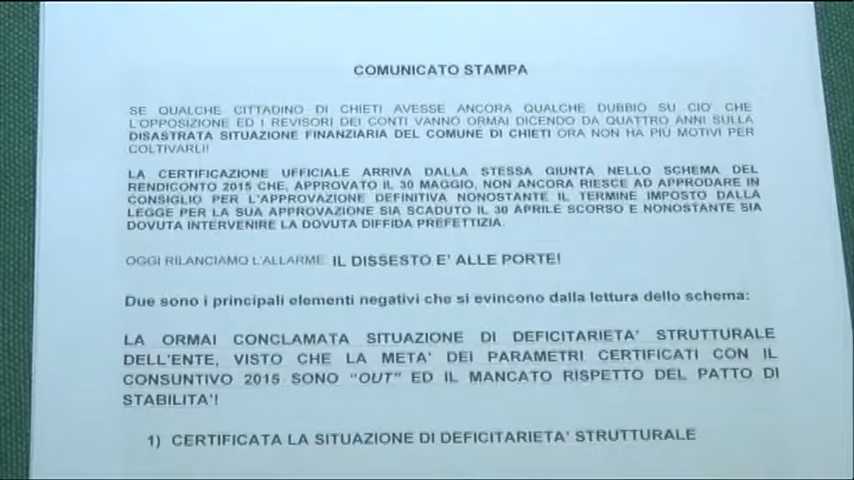 COMUNICATO STAMPA
SE QUALCHE CITTADINO DI CHIETI AVESSE ANCORA QUALCHE DUBBIO SU CIO' CHE
L'OPPOSIZIONE ED I REVISORI DEI CONTI VANNO ORMAI DICENDO DA QUATTRO ANNI SULLA
DISASTRATA SITUAZIONE FINANZIARIA DEL COMUNE DI CHIETI ORA NON HA PIÙ MOTIVI PER
COLTIVARLI!
LA CERTIFICAZIONE UFFICIALE ARRIVA DALLA STESSA GIUNTA NELLO SCHEMA DEL
RENDICONTO 2015 CHE, APPROVATO IL 30 MAGGIO, NON ANCORA RIESCE AD APPRODARE IN
CONSIGLIO PER L'APPROVAZIONE DEFINITIVA NONOSTANTE IL TERMINE IMPOSTO DALLA
LEGGE PER LA SUA APPROVAZIONE SIA SCADUTO IL 30 APRILE SCORSO E NONOSTANTE SIA
DOVUTA INTERVENIRE LA DOVUTA DIFFIDA PREFETTIZIA.
OGGI RILANCIAMO L'ALLARME IL DISSESTO E' ALLE PORTE!
Due sono i principali elementi negativi che si evincono dalla lettura dello schema:
LA ORMAI CONCLAMATA SITUAZIONE DI DEFICITARIETA' STRUTTURALE
DELL'ENTE, VISTO CHE LA META' DEI PARAMETRI CERTIFICATI CON IL
CONSUNTIVO 2015 SONO "OUT" ED IL MANCATO RISPETTO DEL PATTO DI
STABILITA'!
1) CERTIFICATA LA SITUAZIONE DI DEFICITARIETA' STRUTTURALE